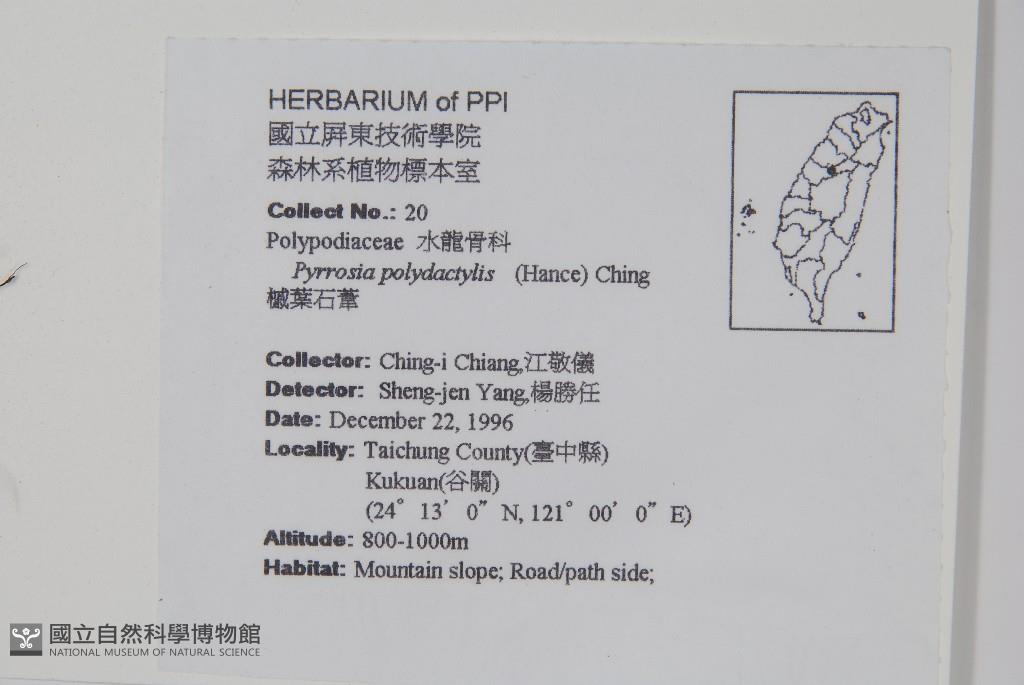 HERBARIUM of PPI
國立屏東技術學院
森林系植物標本室
Collect No.: 20
Polypodiaceae 水龍骨科
Pyrrosia polydactylis (Hance) Ching
槭葉石葦
Collector: Ching-i Chiang,江敬儀
Detector: Sheng-jen Yang,楊勝任
Date: December 22, 1996
Locality: Taichung County(臺中縣)
Kukuan(谷關)
(24° 13' 0" N, 121° 00' 0" E)
Altitude: 800-1000m
Habitat: Mountain slope; Road/path side;
國立自然科學博物館
NATIONAL MUSEUM OF NATURAL SCIENCE